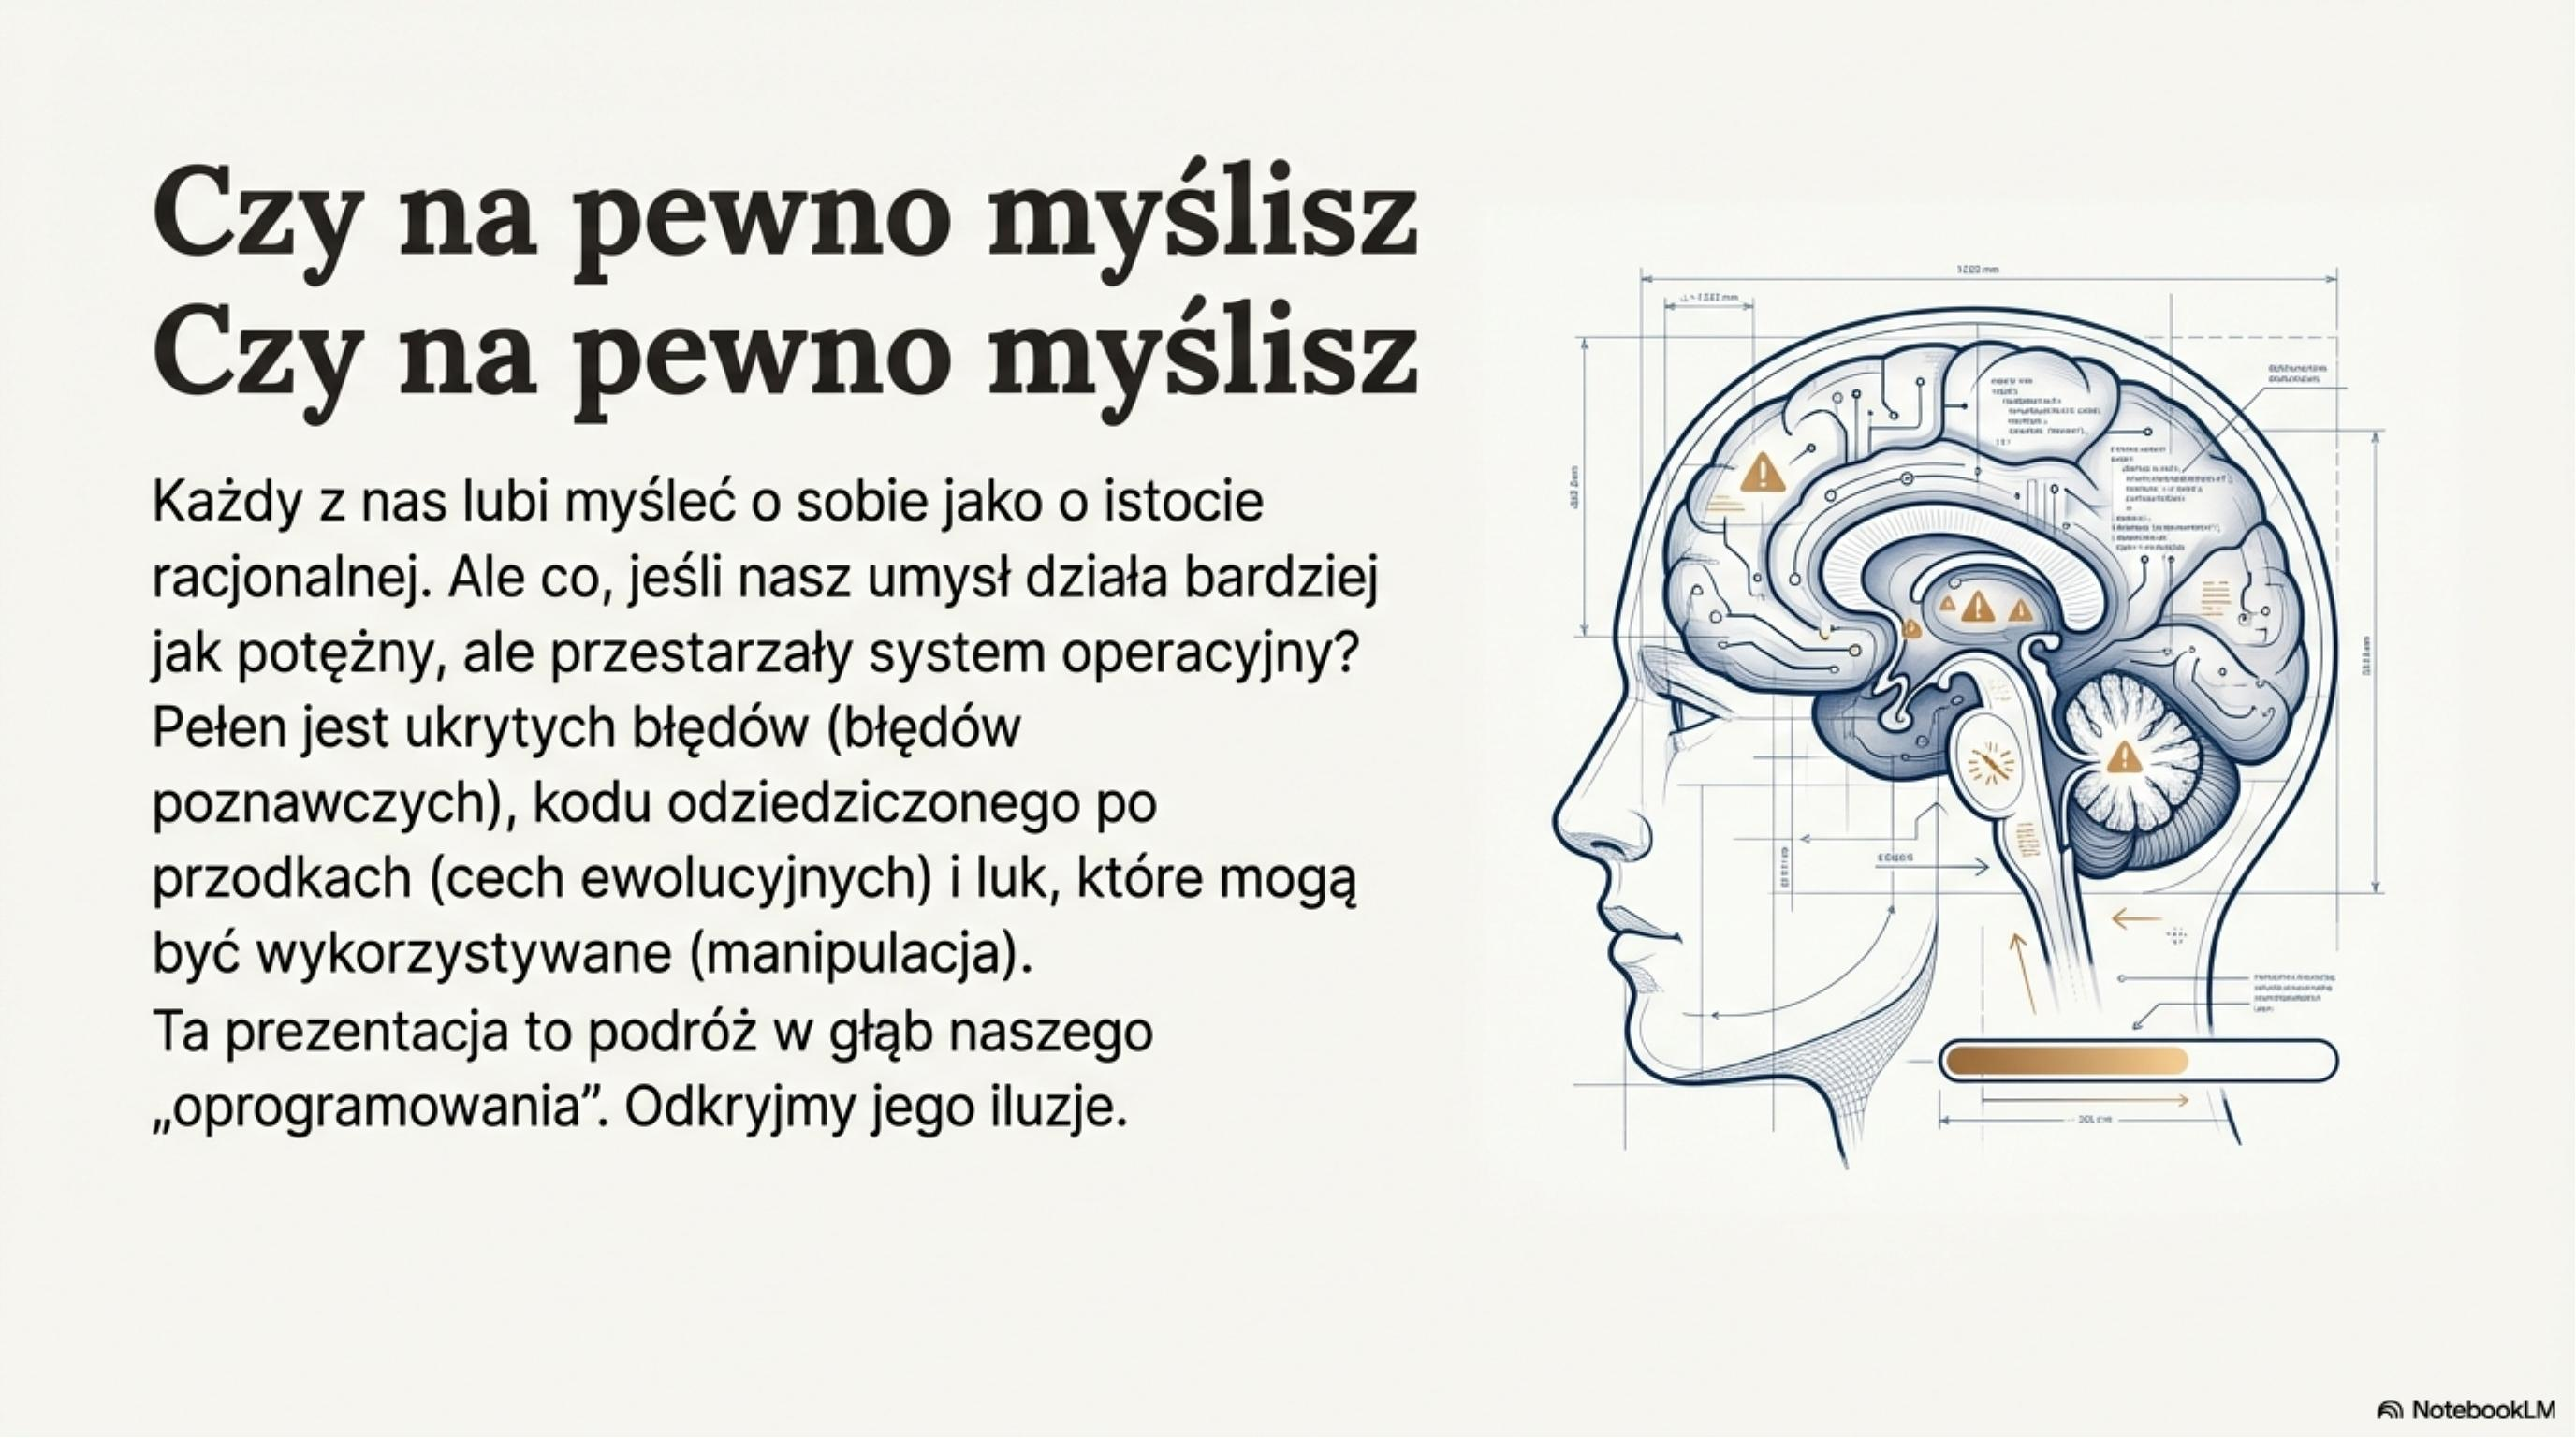 Czy na pewno myślisz
Czy na pewno myślisz
Każdy z nas lubi myśleć o sobie jako o istocie
racjonalnej. Ale co, jeśli nasz umysł działa bardziej
jak potężny, ale przestarzały system operacyjny?
Pełen jest ukrytych błędów (błędów
poznawczych), kodu odziedziczonego po
przodkach (cech ewolucyjnych) i luk, które mogą
być wykorzystywane (manipulacja).
Ta prezentacja to podróż w głąb naszego
„oprogramowania”. Odkryjmy jego iluzje.
NotebookLM